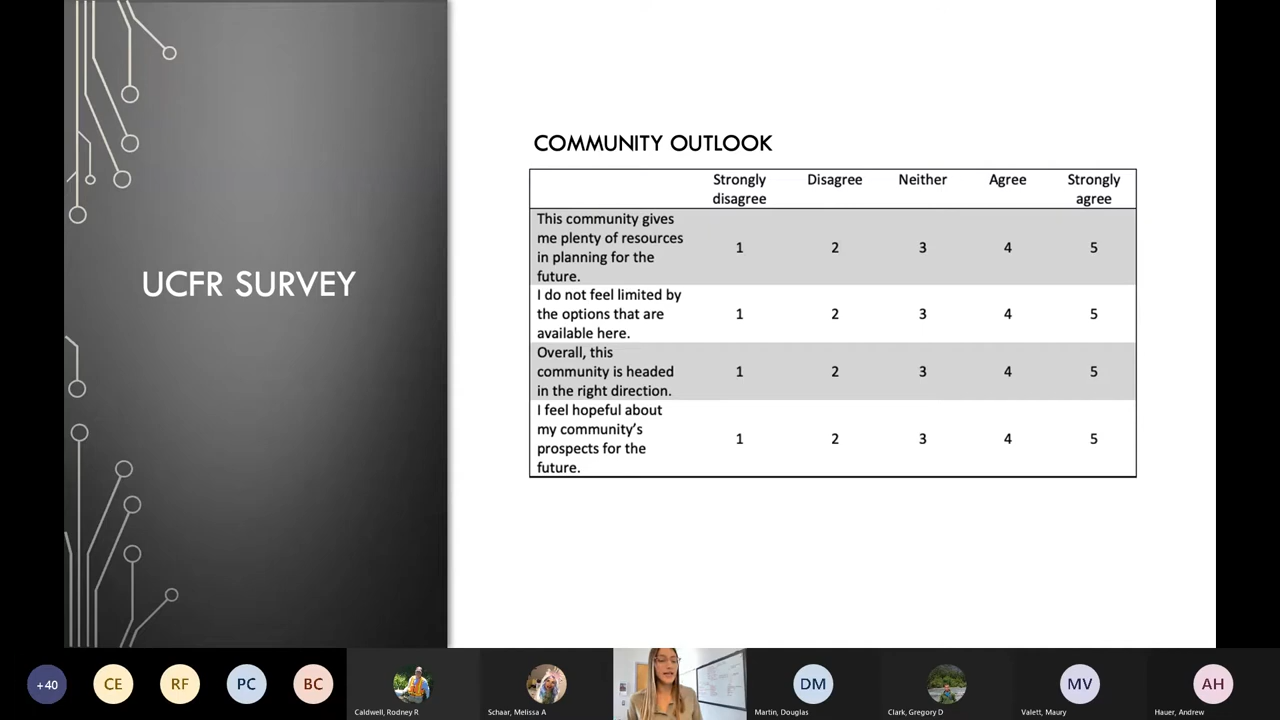 UCFR SURVEY
COMMUNITY OUTLOOK
Strongly disagree Disagree Neither Agree Strongly agree
This community gives
me plenty of resources
in planning for the
future.
1 2 3 4 5
I do not feel limited by
the options that are
available here.
1 2 3 4 5
Overall, this
community is headed
in the right direction.
1 2 3 4 5
I feel hopeful about
my community's
prospects for the
future.
1 2 3 4 5
+40 CE RF PC BC DM MV AH
Caldwell, Rodney R Schaar, Melissa A Martin, Douglas Clark, Gregory D Valett, Maury Hauer, Andrew